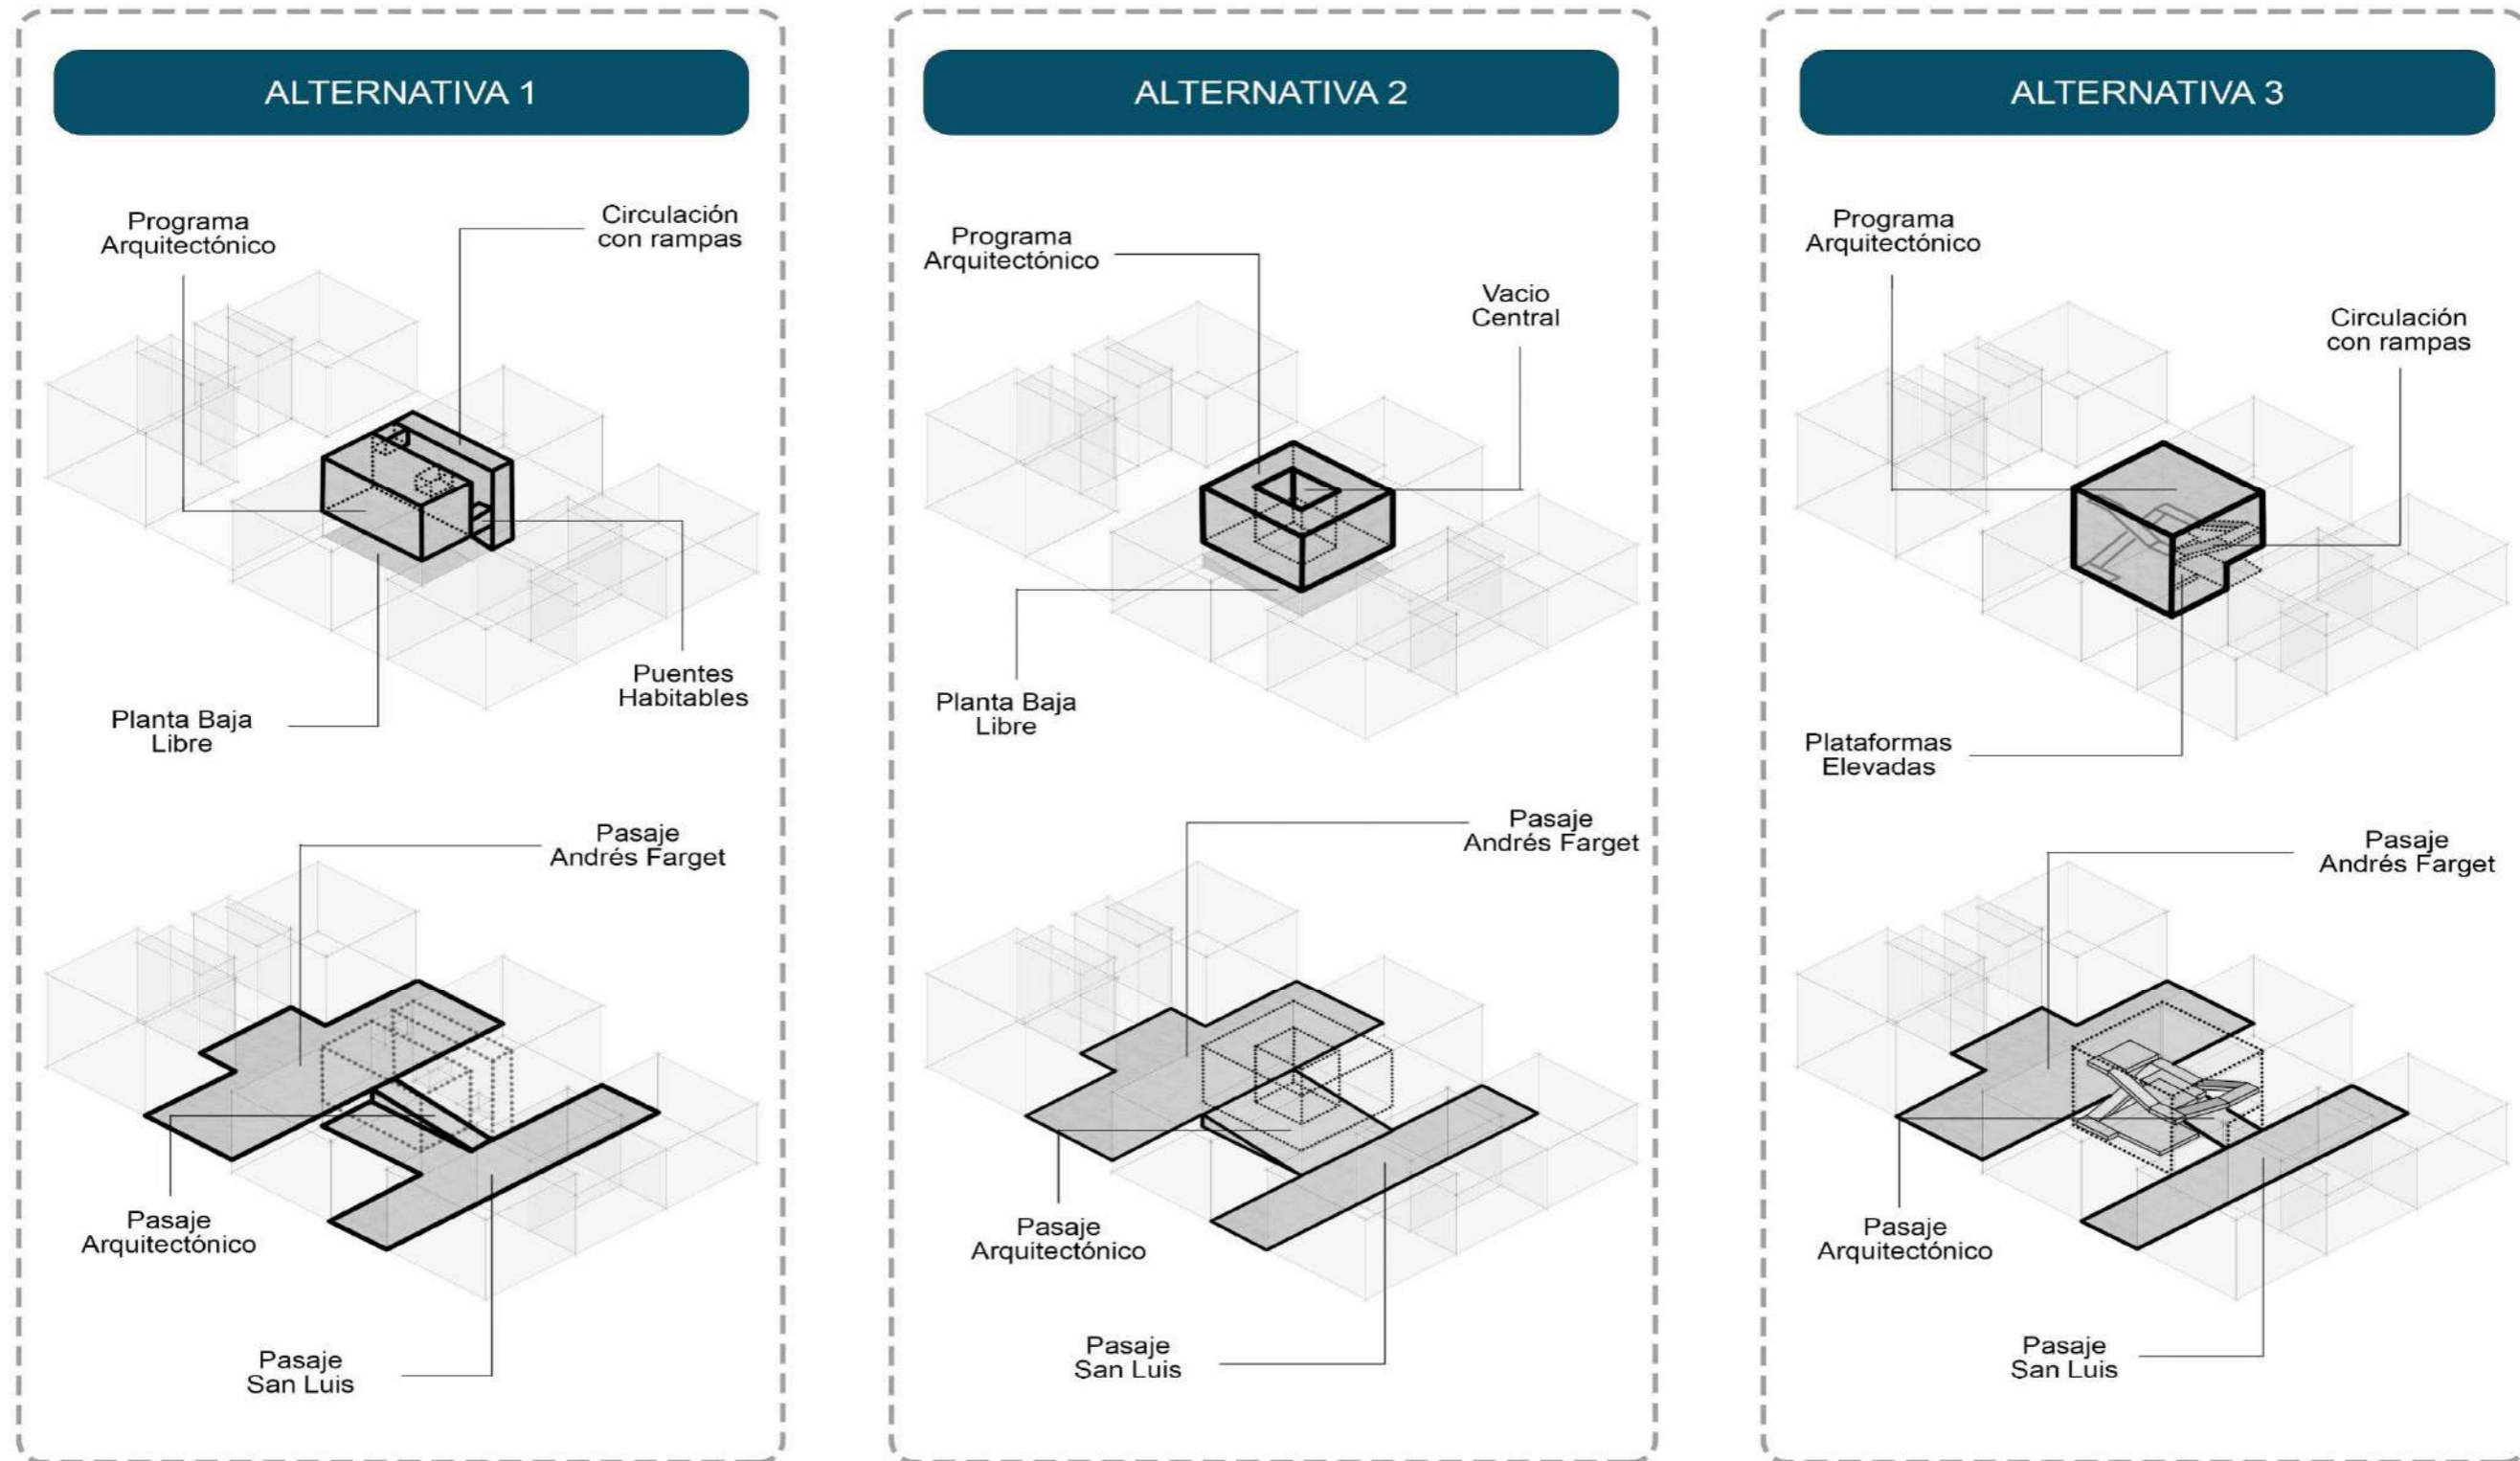 ALTERNATIVA 1
Programa
Arquitectónico
Circulación
con rampas
Puentes
Habitables
Planta Baja
Libre
Pasaje
Andrés Farget
Pasaje
Arquitectónico
Pasaje
San Luis
ALTERNATIVA 2
Programa
Arquitectónico
Vacio
Central
Planta Baja
Libre
Pasaje
Andrés Farget
Pasaje
Arquitectónico
Pasaje
San Luis
ALTERNATIVA 3
Programa
Arquitectónico
Circulación
con rampas
Plataformas
Elevadas
Pasaje
Andrés Farget
Pasaje
Arquitectónico
Pasaje
San Luis